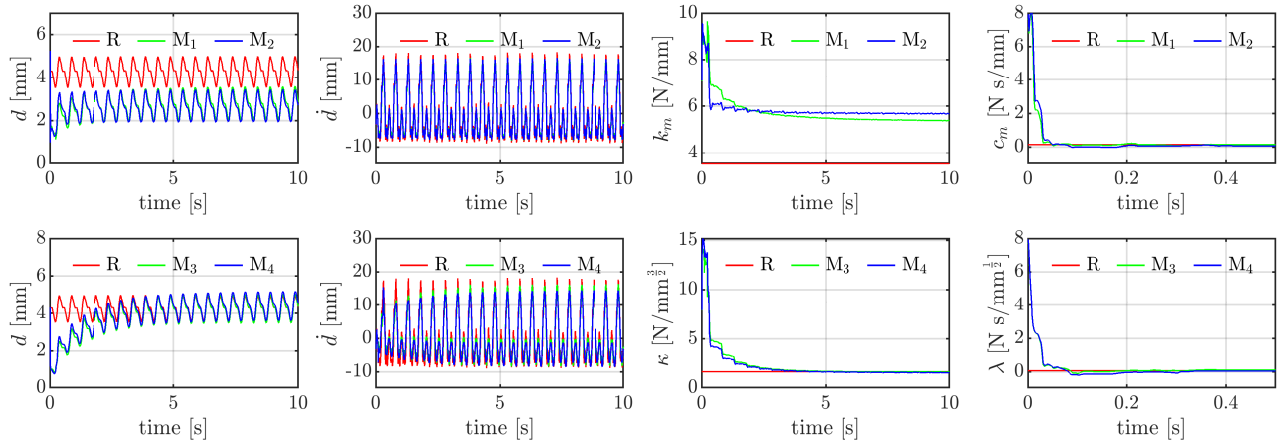 6
4
2
0
d [mm]
R M₁ M₂
0 5 10
time [s]
30
20
10
0
-10
ḋ [mm]
R M₁ M₂
0 5 10
time [s]
10
8
6
4
kₘ [N/mm]
R M₁ M₂
0 5 10
time [s]
8
6
4
2
0
cₘ [N s/mm]
R M₁ M₂
0 0.2 0.4
time [s]
8
6
4
2
0
d [mm]
R M₃ M₄
0 5 10
time [s]
30
20
10
0
-10
ḋ [mm]
R M₃ M₄
0 5 10
time [s]
15
10
5
0
κ [N/mm^{3/2}]
R M₃ M₄
0 5 10
time [s]
8
6
4
2
0
λ [N s/mm^{3/2}]
R M₃ M₄
0 0.2 0.4
time [s]